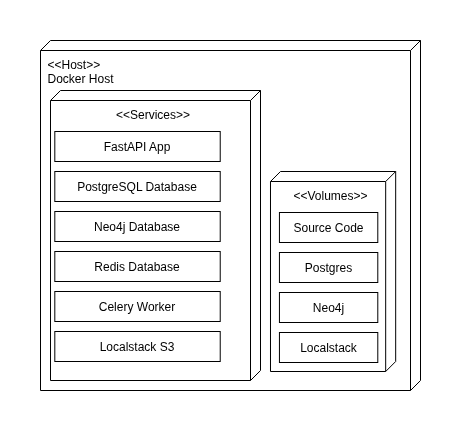 <<Host>>
Docker Host
<<Services>>
FastAPI App
PostgreSQL Database
Neo4j Database
Redis Database
Celery Worker
Localstack S3
<<Volumes>>
Source Code
Postgres
Neo4j
Localstack